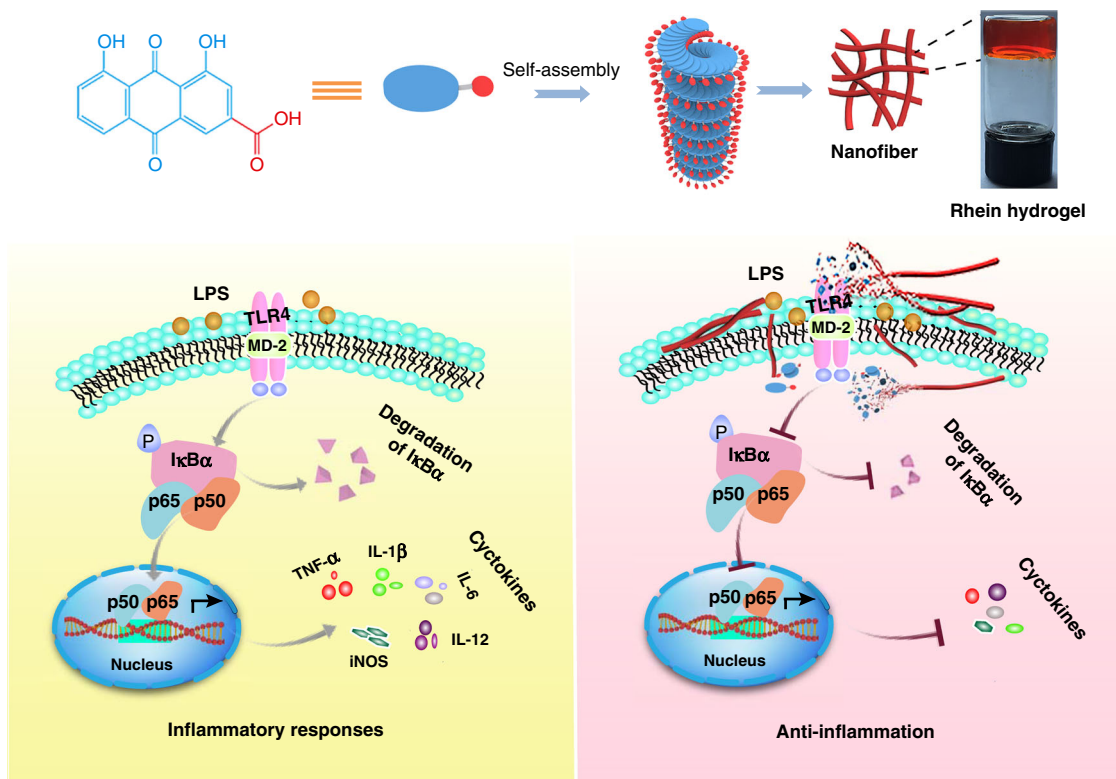 OH
O
OH
OH
O
O
Self-assembly
Nanofiber
Rhein hydrogel
LPS
TLR4
MD-2
Degradation
of IκBα
P
IκBα
p65
p50
TNF-α
IL-1β
IL-6
Cyctokines
p50
p65
iNOS
IL-12
Nucleus
Inflammatory responses
LPS
TLR4
MD-2
Degradation
of IκBα
P
IκBα
p50
p65
Cyctokines
p50
p65
Nucleus
Anti-inflammation